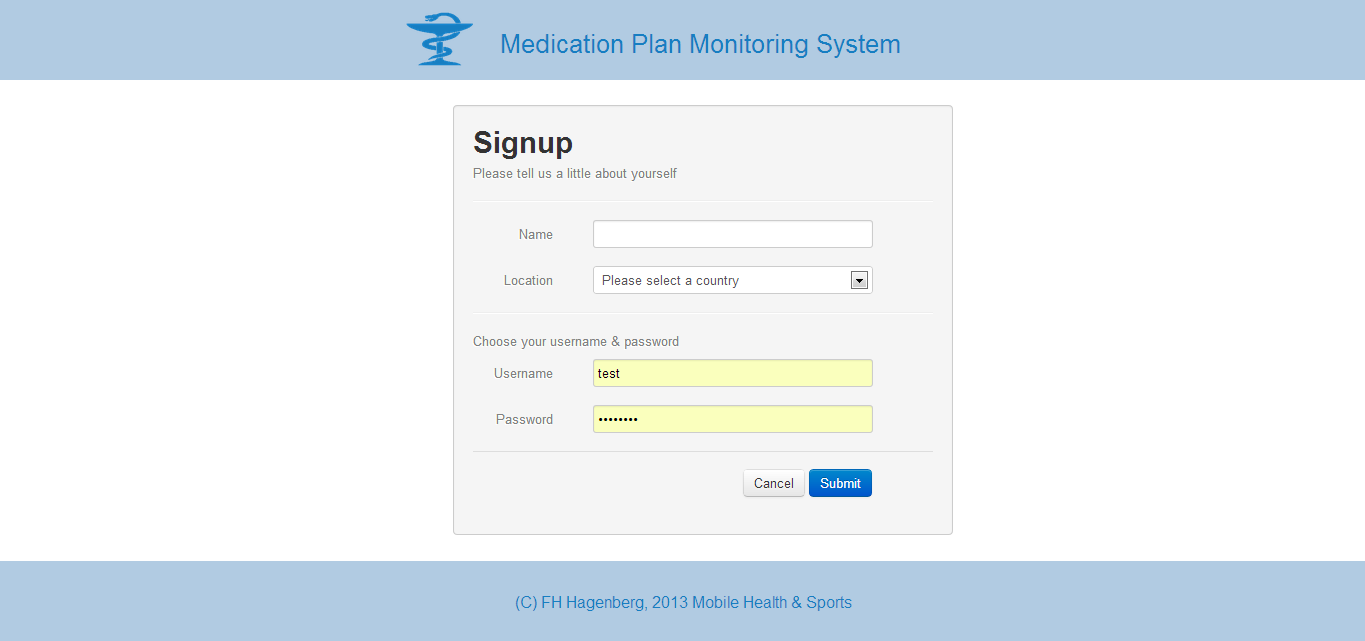 Medication Plan Monitoring System
Signup
Please tell us a little about yourself
Name
Location Please select a country
Choose your username & password
Username test
Password ••••••••
Cancel Submit
(C) FH Hagenberg, 2013 Mobile Health & Sports